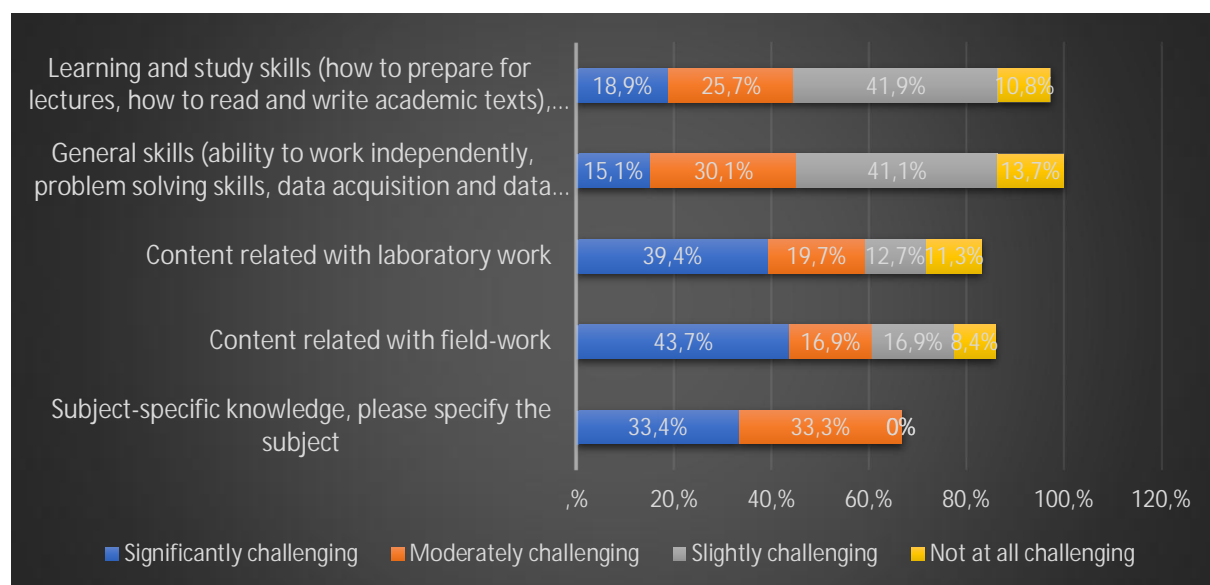 Learning and study skills (how to prepare for
lectures, how to read and write academic texts),...
18,9% 25,7% 41,9% 10,8%
General skills (ability to work independently,
problem solving skills, data acquisition and data...
15,1% 30,1% 41,1% 13,7%
Content related with laboratory work
39,4% 19,7% 12,7% 11,3%
Content related with field-work
43,7% 16,9% 16,9% 8,4%
Subject-specific knowledge, please specify the
subject
33,4% 33,3% 0%
,% 20,% 40,% 60,% 80,% 100,% 120,%
Significantly challenging Moderately challenging Slightly challenging Not at all challenging